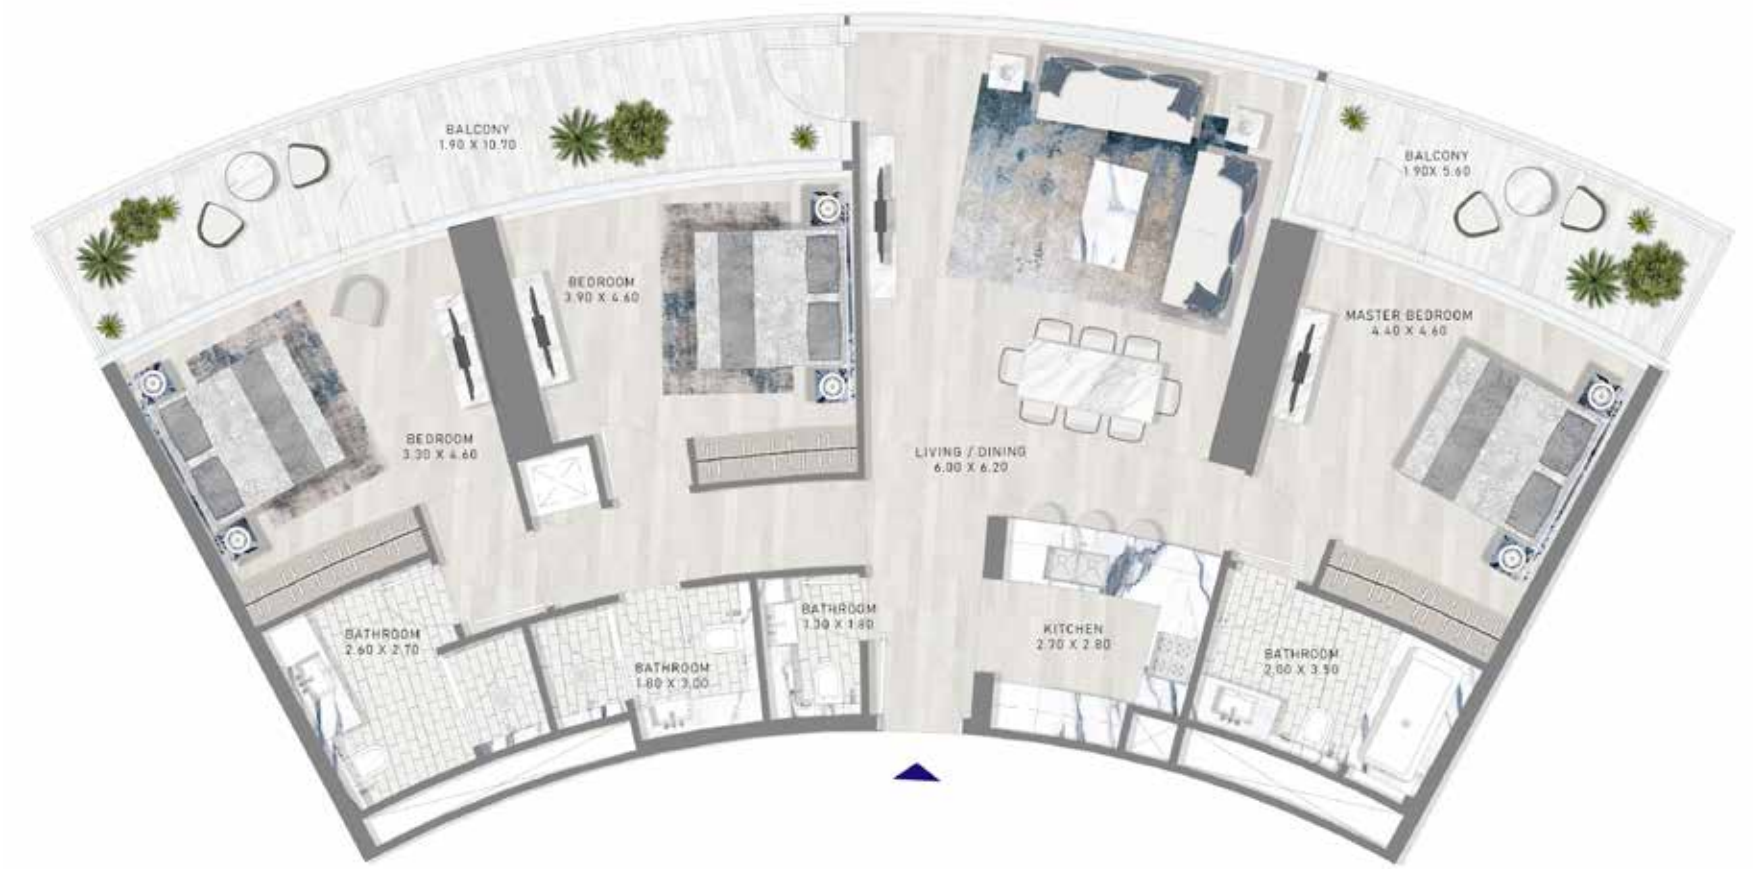 BALCONY
1.90 X 10.70
BALCONY
1.90X 5.60
BEDROOM
3.90 X 4.60
MASTER BEDROOM
4.40 X 4.60
BEDROOM
3.30 X 4.60
LIVING / DINING
6.00 X 6.20
BATHROOM
2.60 X 2.70
BATHROOM
1.80 X 3.00
BATHROOM
1.30 X 1.80
KITCHEN
2.70 X 2.80
BATHROOM
2.00 X 3.50